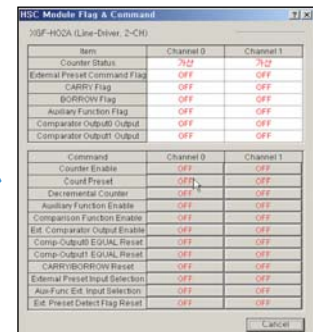 HSC Module Flag & Command
XGF-HO2A (Line-Driver, 2-CH)
Item Channel 0 Channel 1
Counter Status 가산 가산
External Preset Command Flag OFF OFF
CARRY Flag OFF OFF
BORROW Flag OFF OFF
Auxiliary Function Flag OFF OFF
Comparator Output0 Output OFF OFF
Comparator Output1 Output OFF OFF
Command Channel 0 Channel 1
Counter Enable OFF OFF
Count Preset OFF OFF
Decremental Counter OFF OFF
Auxiliary Function Enable OFF OFF
Comparison Function Enable OFF OFF
Ext. Comparator Output Enable OFF OFF
Comp-Output0 EQUAL Reset OFF OFF
Comp-Output1 EQUAL Reset OFF OFF
CARRY/BORROW Reset OFF OFF
External Preset Input Selection OFF OFF
Aux-Func Ext. Input Selection OFF OFF
Ext. Preset Detect Flag Reset OFF OFF
Cancel